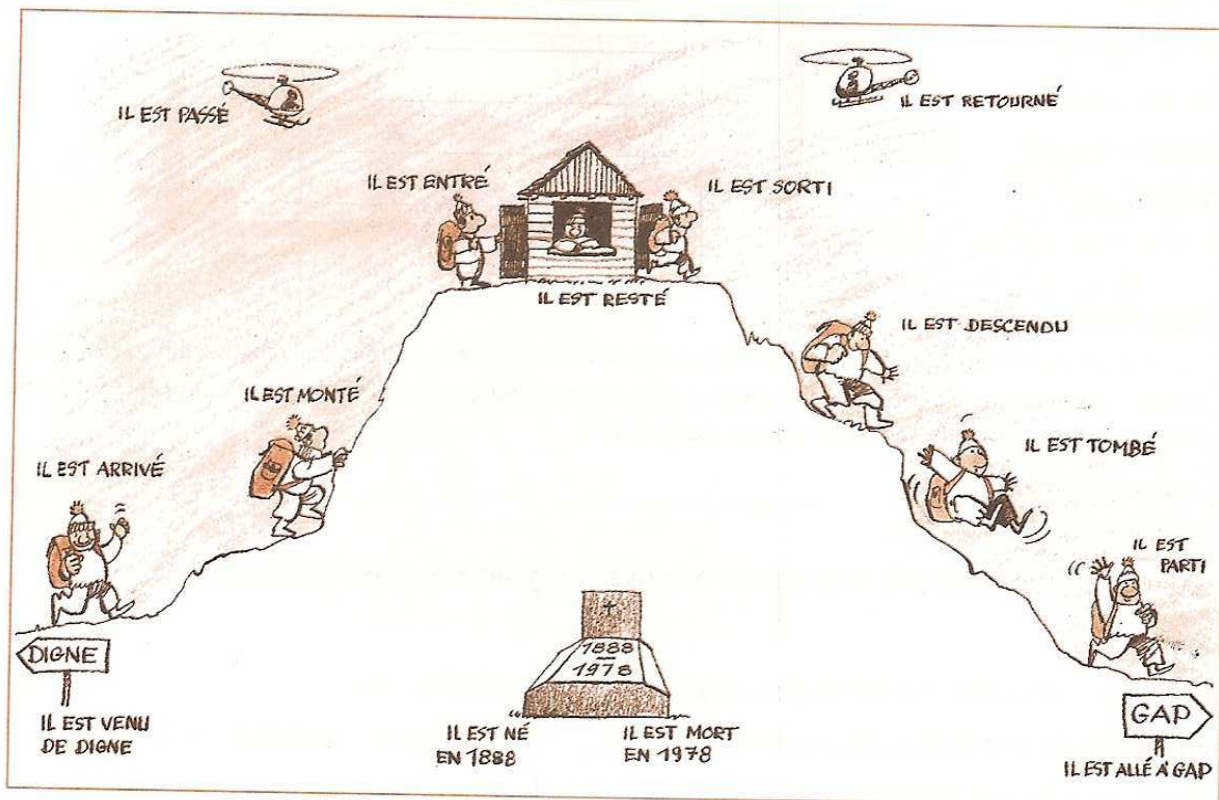 IL EST PASSÉ
IL EST RETOURNÉ
IL EST ENTRÉ
IL EST SORTI
IL EST RESTÉ
IL EST DESCENDU
IL EST MONTÉ
IL EST TOMBÉ
IL EST ARRIVÉ
IL EST
PARTI
DIGNE
1888
1978
GAP
IL EST VENU
DE DIGNE
IL EST NÉ
EN 1888
IL EST MORT
EN 1978
IL EST ALLÉ À GAP